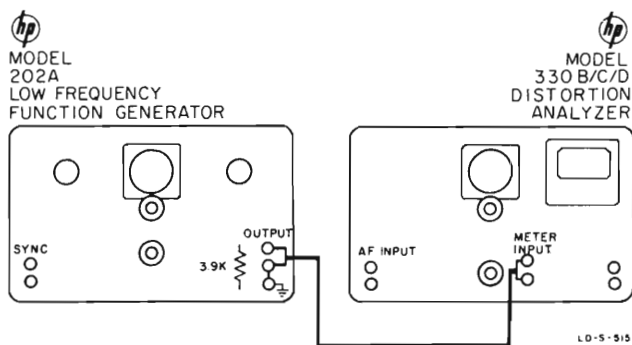 hp
MODEL
202A
LOW FREQUENCY
FUNCTION GENERATOR
hp
MODEL
330 B/C/D
DISTORTION
ANALYZER
SYNC
3.9K
OUTPUT
AF INPUT
METER
INPUT
LD-S-515